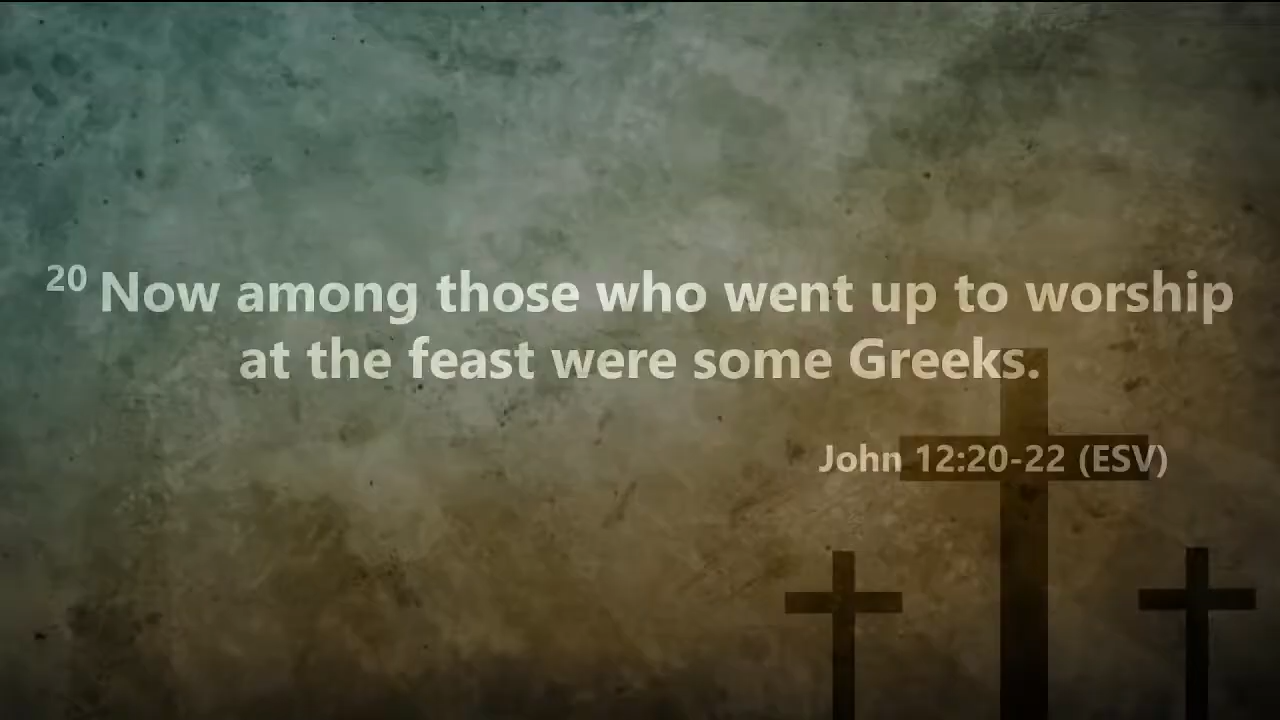 20 Now among those who went up to worship
at the feast were some Greeks.
John 12:20-22 (ESV)